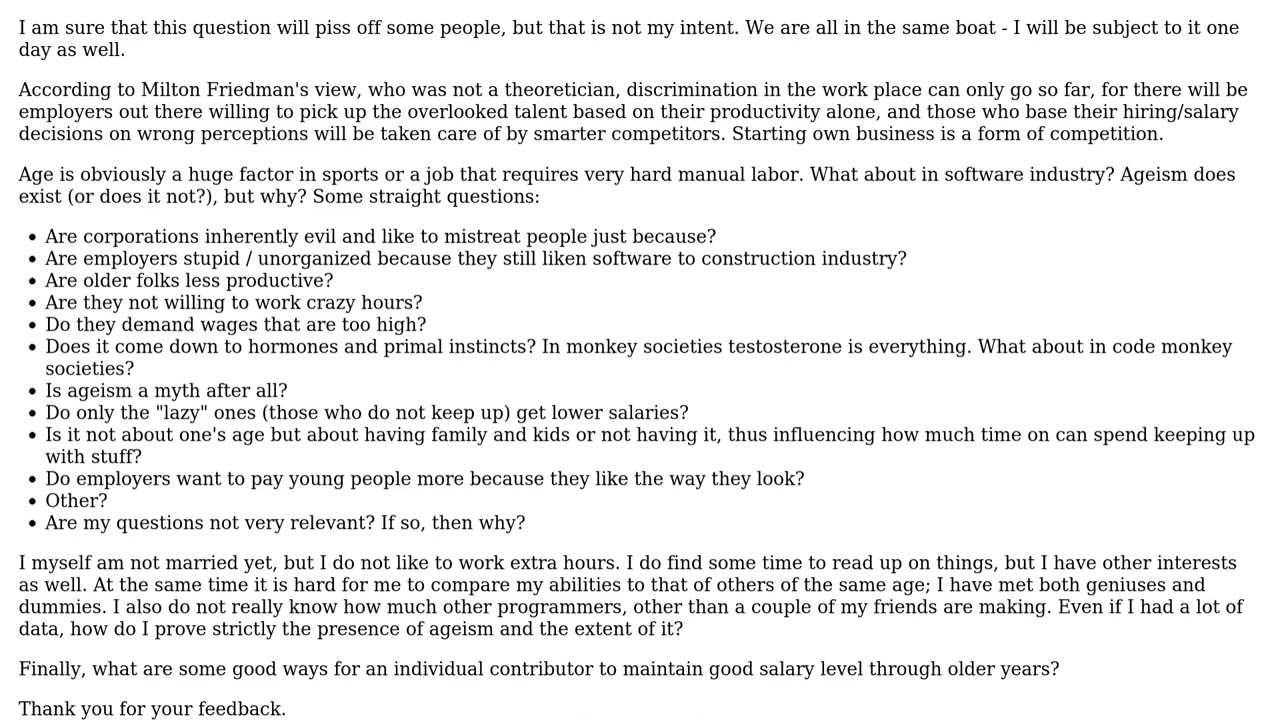 I am sure that this question will piss off some people, but that is not my intent. We are all in the same boat - I will be subject to it one
day as well.
According to Milton Friedman's view, who was not a theoretician, discrimination in the work place can only go so far, for there will be
employers out there willing to pick up the overlooked talent based on their productivity alone, and those who base their hiring/salary
decisions on wrong perceptions will be taken care of by smarter competitors. Starting own business is a form of competition.
Age is obviously a huge factor in sports or a job that requires very hard manual labor. What about in software industry? Ageism does
exist (or does it not?), but why? Some straight questions:
• Are corporations inherently evil and like to mistreat people just because?
• Are employers stupid / unorganized because they still liken software to construction industry?
• Are older folks less productive?
• Are they not willing to work crazy hours?
• Do they demand wages that are too high?
• Does it come down to hormones and primal instincts? In monkey societies testosterone is everything. What about in code monkey
societies?
• Is ageism a myth after all?
• Do only the "lazy" ones (those who do not keep up) get lower salaries?
• Is it not about one's age but about having family and kids or not having it, thus influencing how much time on can spend keeping up
with stuff?
• Do employers want to pay young people more because they like the way they look?
• Other?
• Are my questions not very relevant? If so, then why?
I myself am not married yet, but I do not like to work extra hours. I do find some time to read up on things, but I have other interests
as well. At the same time it is hard for me to compare my abilities to that of others of the same age; I have met both geniuses and
dummies. I also do not really know how much other programmers, other than a couple of my friends are making. Even if I had a lot of
data, how do I prove strictly the presence of ageism and the extent of it?
Finally, what are some good ways for an individual contributor to maintain good salary level through older years?
Thank you for your feedback.